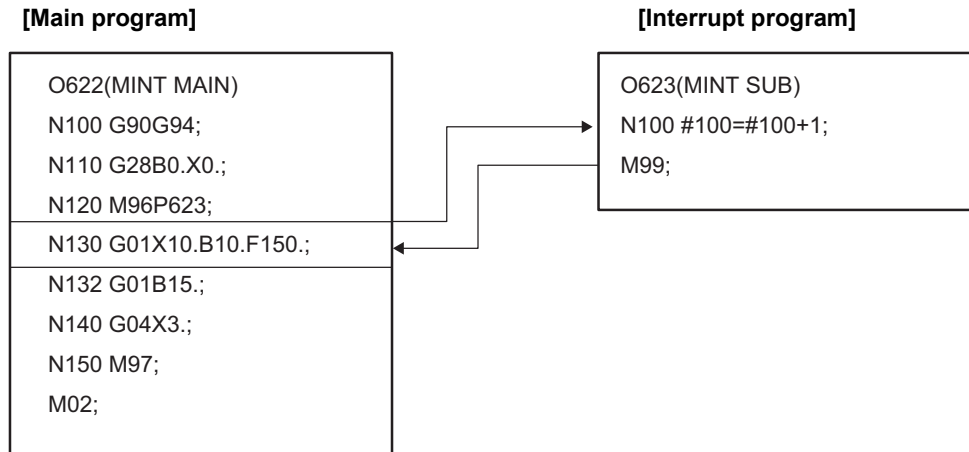 [Main program]
O622(MINT MAIN)
N100 G90G94;
N110 G28B0.X0.;
N120 M96P623;
N130 G01X10.B10.F150.;
N132 G01B15.;
N140 G04X3.;
N150 M97;
M02;
[Interrupt program]
O623(MINT SUB)
N100 #100=#100+1;
M99;